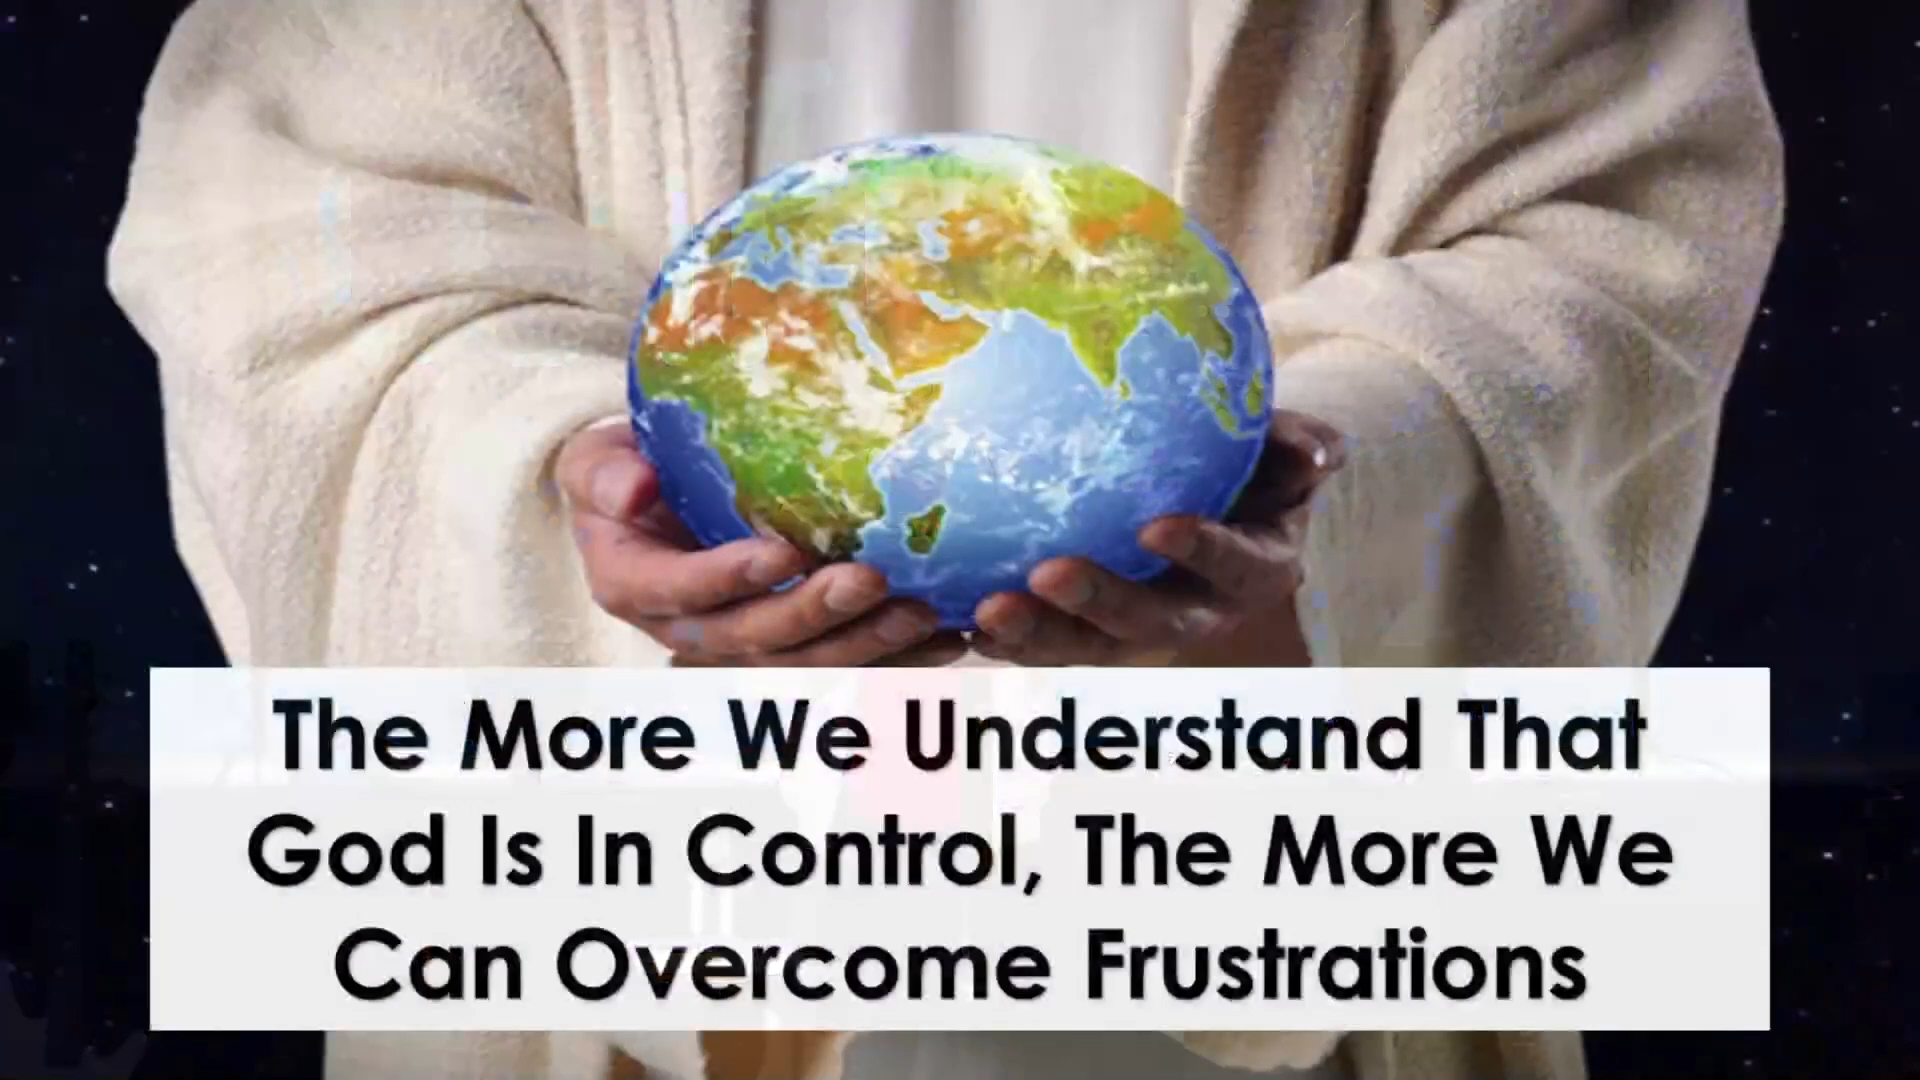 The More We Understand That
God Is In Control, The More We
Can Overcome Frustrations